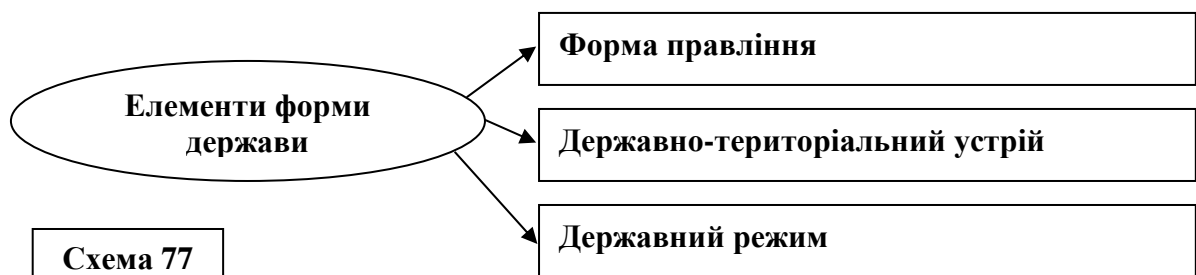 Форма правління
Елементи форми
держави
Державно-територіальний устрій
Державний режим
Схема 77